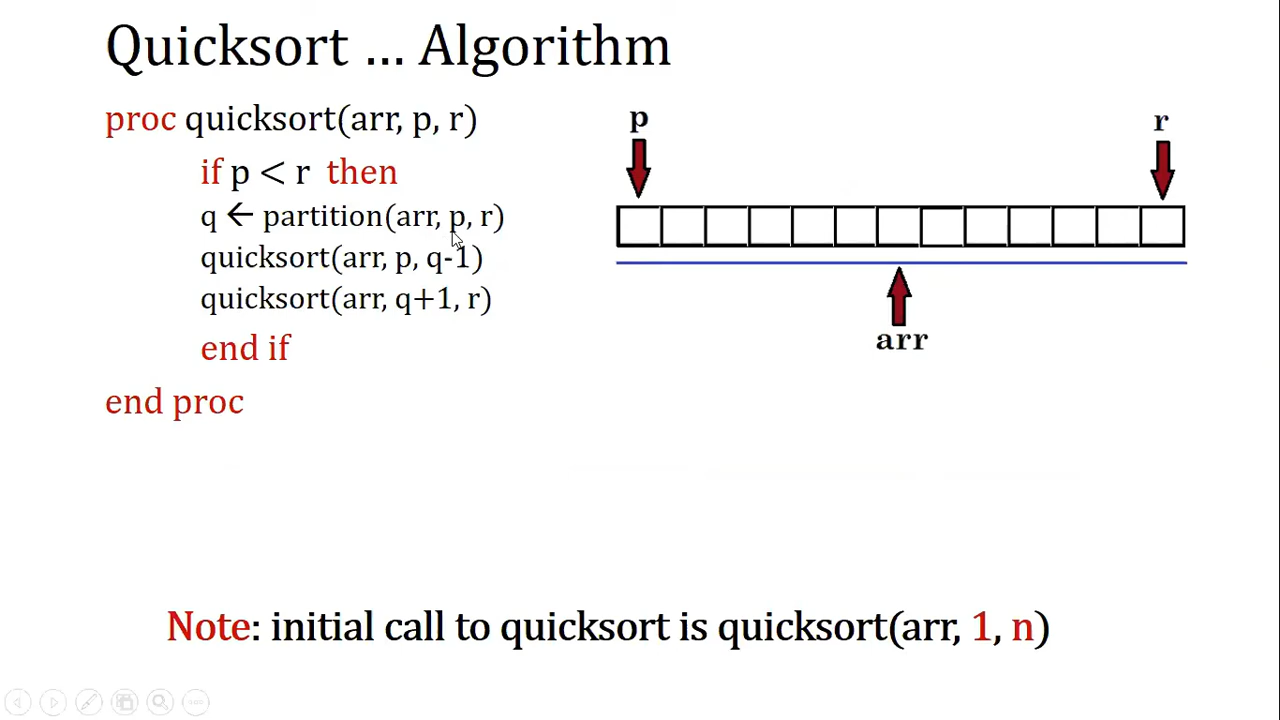 Quicksort … Algorithm
proc quicksort(arr, p, r)
if p < r then
q ← partition(arr, p, r)
quicksort(arr, p, q-1)
quicksort(arr, q+1, r)
end if
end proc
p
r
arr
Note: initial call to quicksort is quicksort(arr, 1, n)